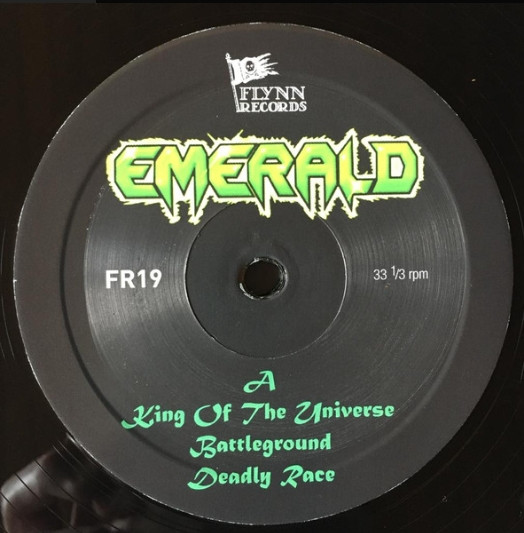 FLYNN
RECORDS
EMERALD
FR19
33 1/3 rpm
A
King Of The Universe
Battleground
Deadly Race